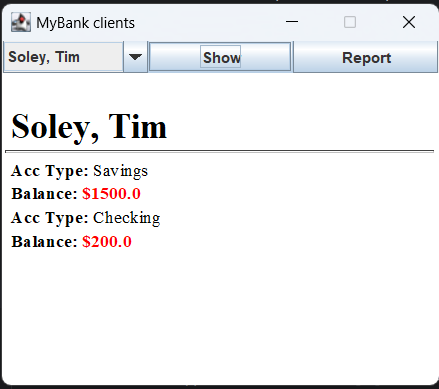 MyBank clients
Soley, Tim Show Report
Soley, Tim
Acc Type: Savings
Balance: $1500.0
Acc Type: Checking
Balance: $200.0